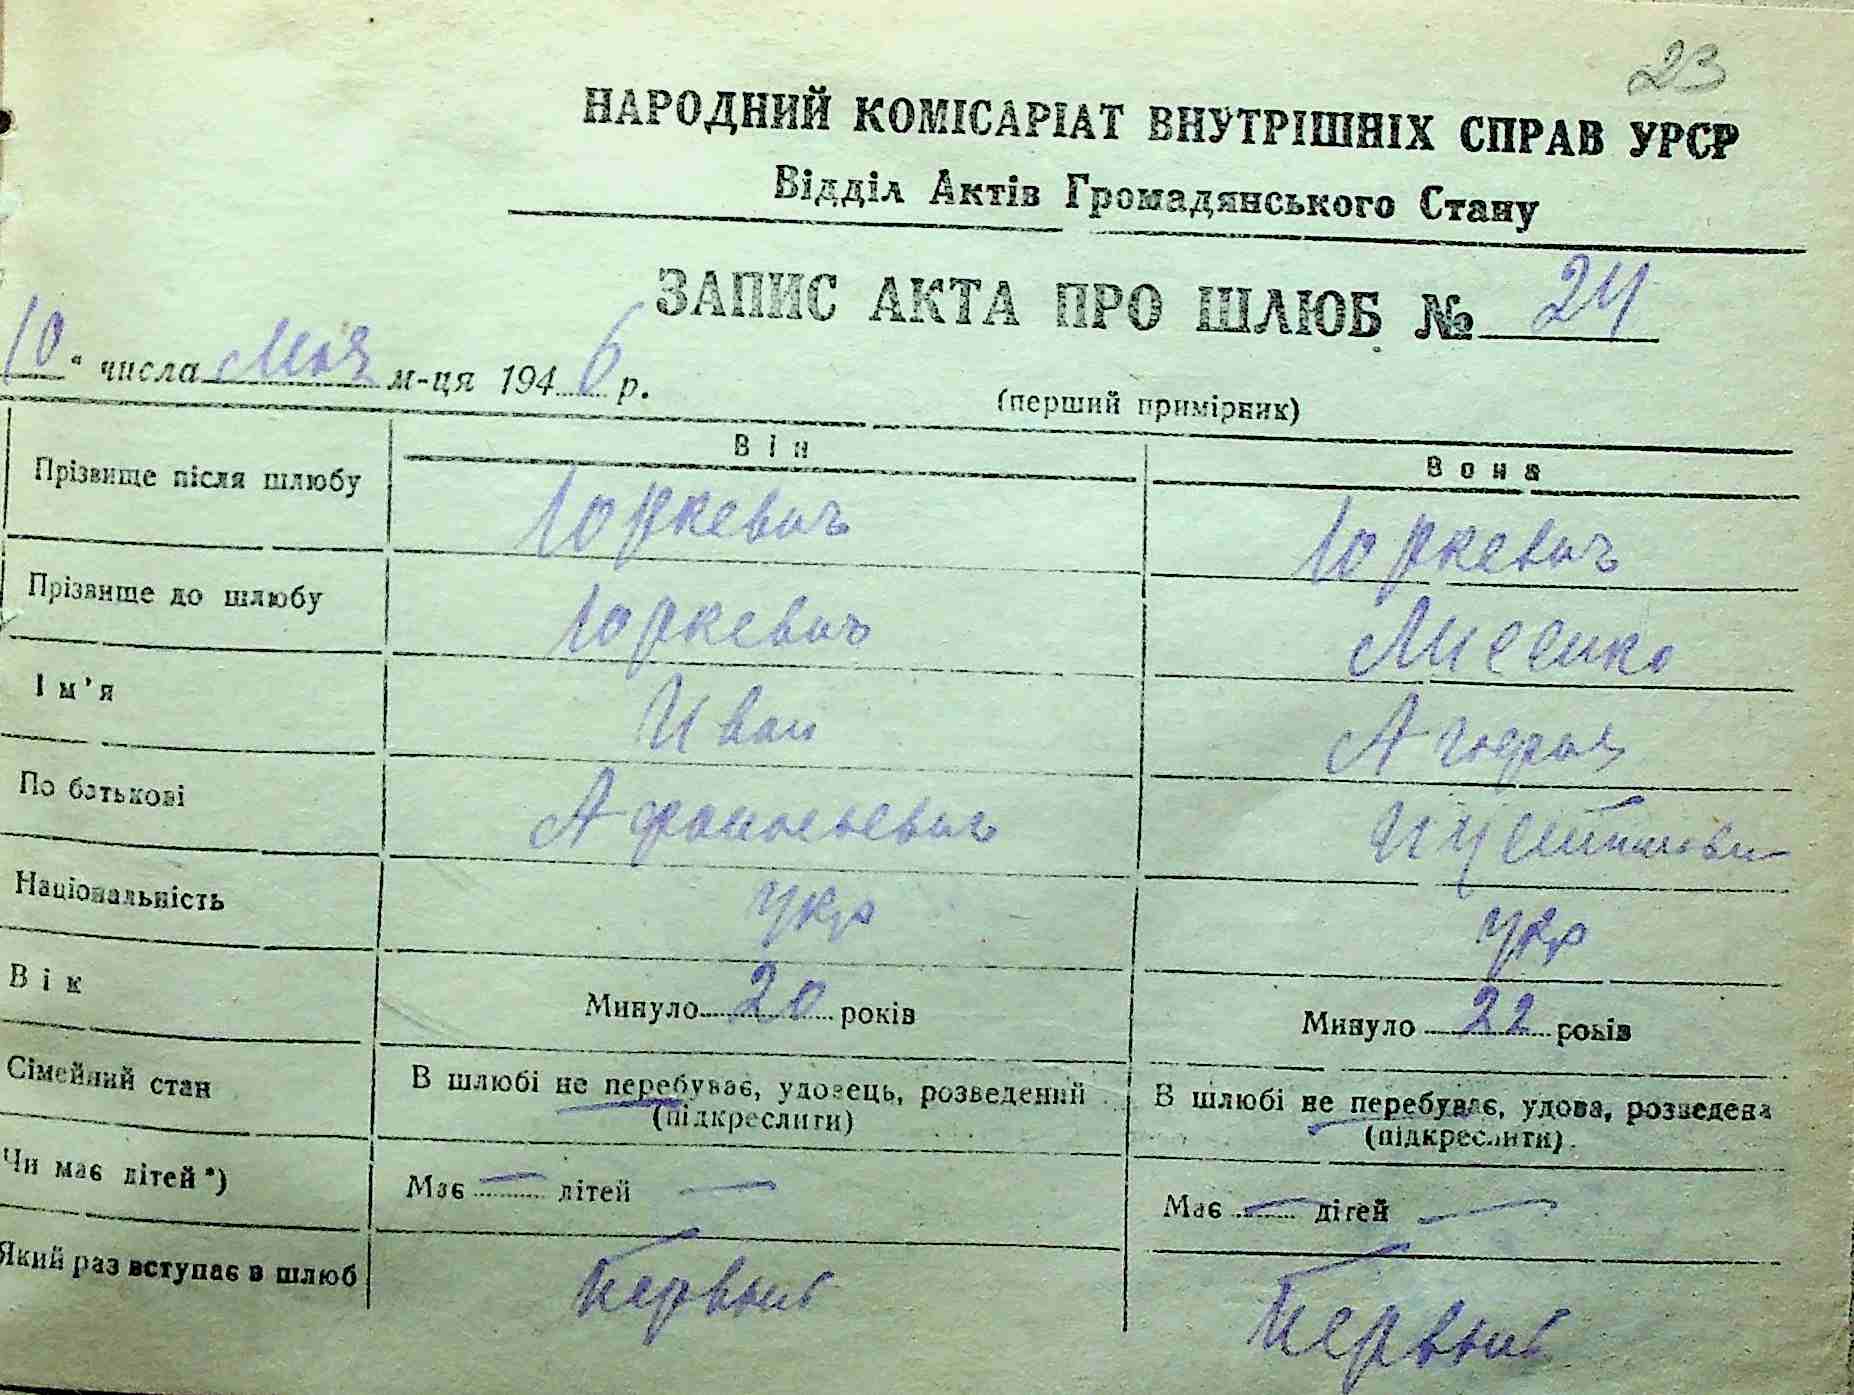 23
НАРОДНИЙ КОМІСАРІАТ ВНУТРІШНІХ СПРАВ УРСР
Відділ Актів Громадянського Стану
ЗАПИС АКТА ПРО ШЛЮБ № 24
10 " числа Мая м-ця 1946 р.
(перший примірник)
Він Вона
Прізвище після шлюбу Юркевич Юркевич
Прізвище до шлюбу Юркевич
Ім'я Иван
По батькові Афанасьевич
Національність укр укр
Вік Минуло 20 років Минуло 22 років
Сімейний стан В шлюбі не перебуває, удовець, розведений В шлюбі не перебуває, удова, розведена
(підкреслити) (підкреслити)
Чи має дітей *) Має — дітей — Має — дітей —
Який раз вступає в шлюб Первый Первый